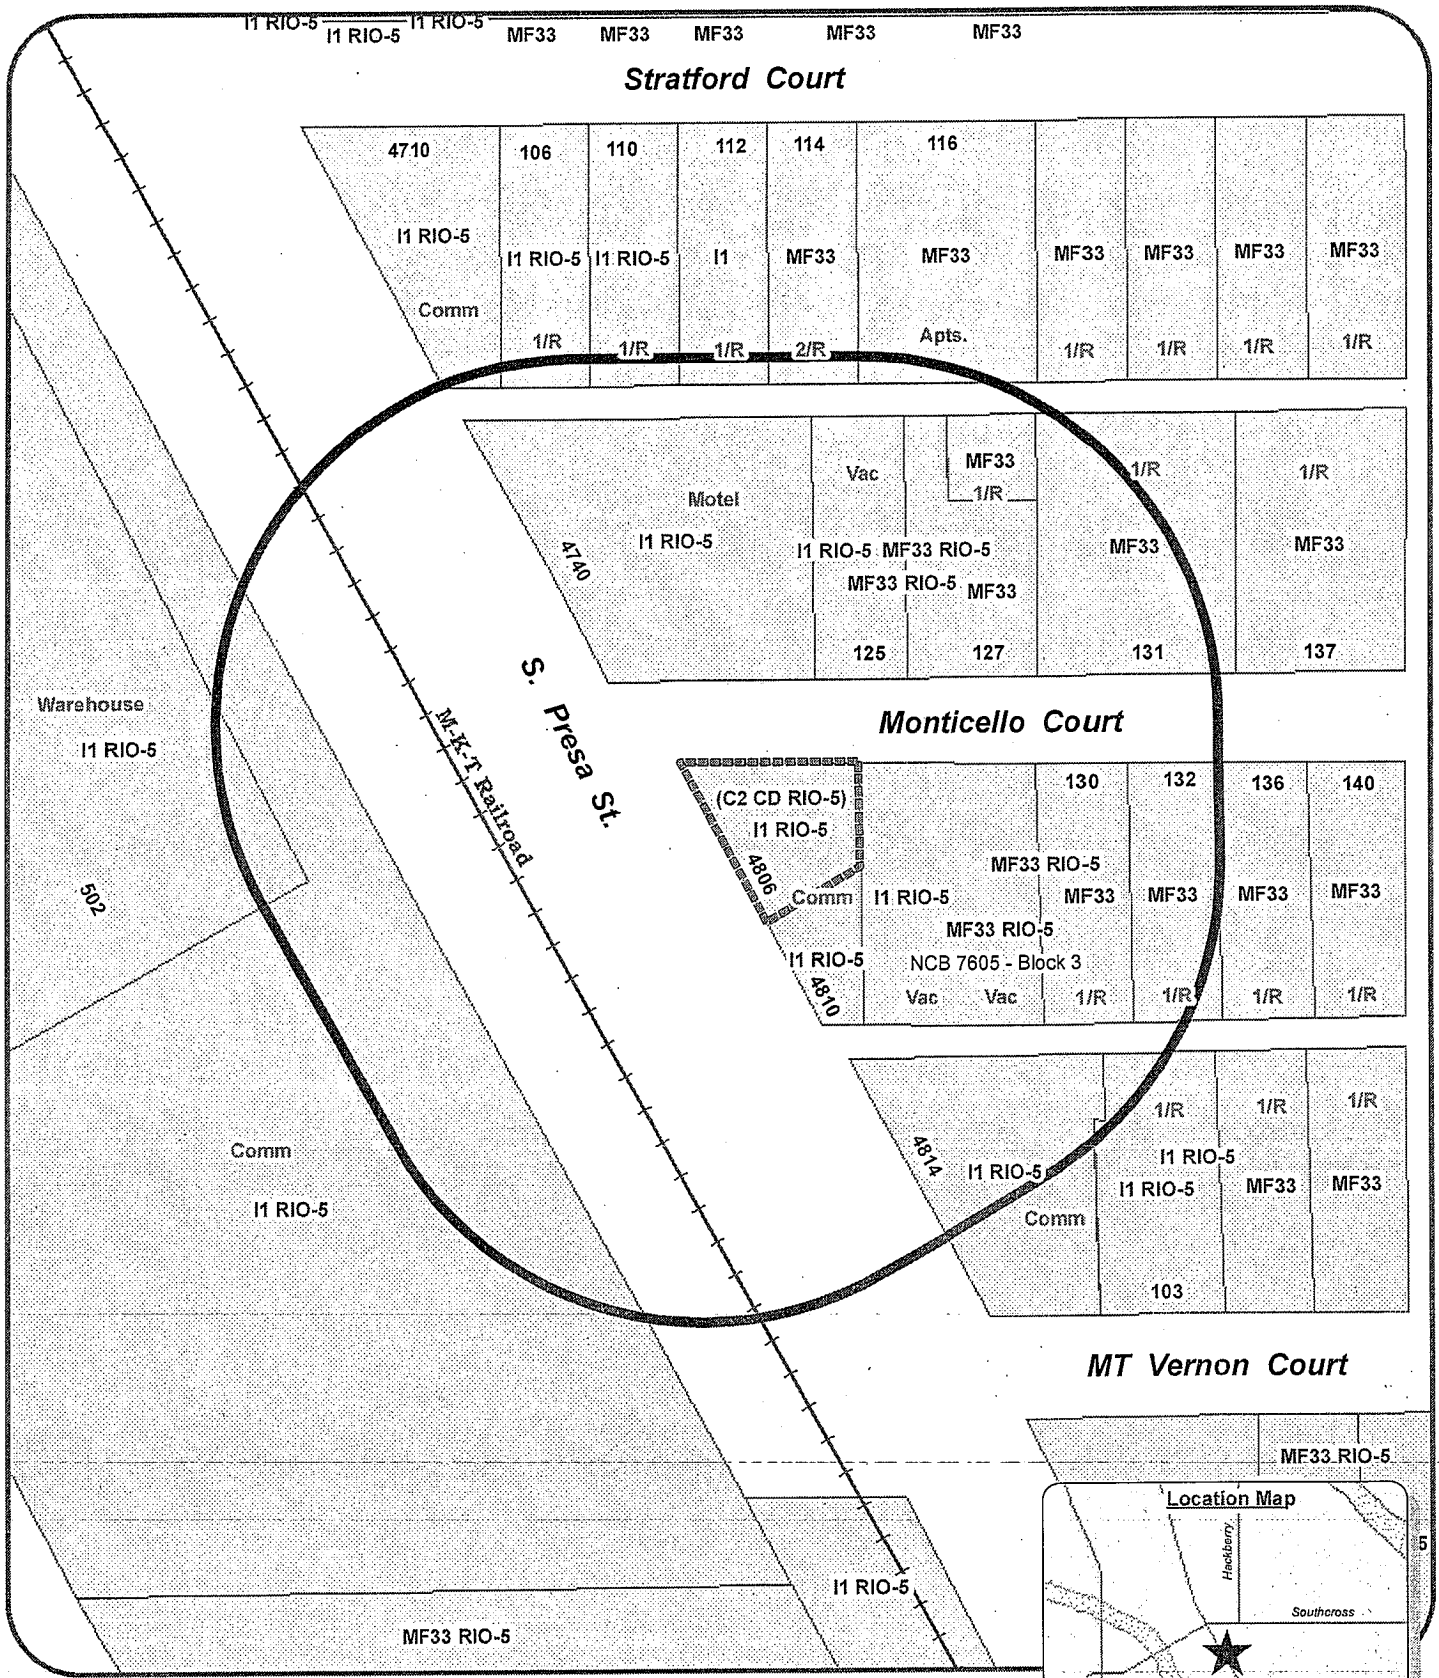 I1 RIO-5 I1 RIO-5 I1 RIO-5 MF33 MF33 MF33 MF33 MF33
Stratford Court
4710 106 110 112 114 116
I1 RIO-5
I1 RIO-5 I1 RIO-5 I1 MF33 MF33 MF33 MF33 MF33 MF33
Comm
1/R 1/R 1/R 2/R Apts. 1/R 1/R 1/R 1/R
Vac MF33 1/R 1/R
Motel 1/R
I1 RIO-5 I1 RIO-5 MF33 RIO-5 MF33 MF33
4740
MF33 RIO-5 MF33
125 127 131 137
S. Presa St.
M-K-T Railroad
Warehouse
I1 RIO-5
Monticello Court
(C2 CD RIO-5) 130 132 136 140
I1 RIO-5
4806
MF33 RIO-5
502
Comm I1 RIO-5 MF33 MF33 MF33 MF33
MF33 RIO-5
I1 RIO-5 NCB 7605 - Block 3
4810
Vac Vac 1/R 1/R 1/R 1/R
1/R 1/R 1/R
4814
Comm
I1 RIO-5
I1 RIO-5 I1 RIO-5 MF33 MF33
I1 RIO-5
Comm
103
MT Vernon Court
MF33 RIO-5
Location Map
Hackberry
5
I1 RIO-5
Southcross
MF33 RIO-5